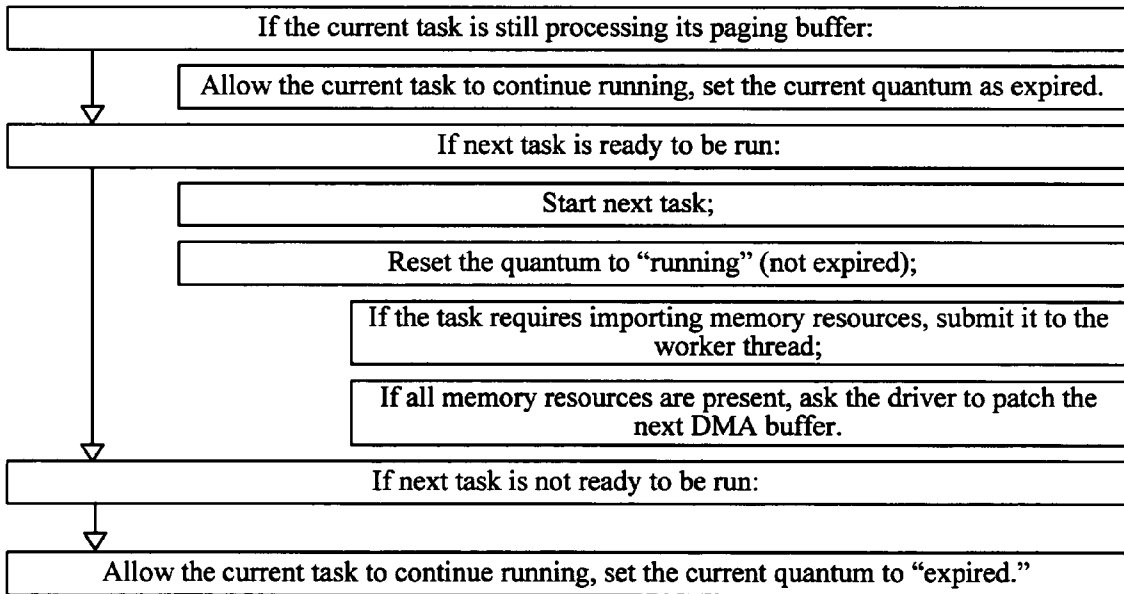 If the current task is still processing its paging buffer:
Allow the current task to continue running, set the current quantum as expired.
If next task is ready to be run:
Start next task;
Reset the quantum to “running” (not expired);
If the task requires importing memory resources, submit it to the
worker thread;
If all memory resources are present, ask the driver to patch the
next DMA buffer.
If next task is not ready to be run:
Allow the current task to continue running, set the current quantum to “expired.”